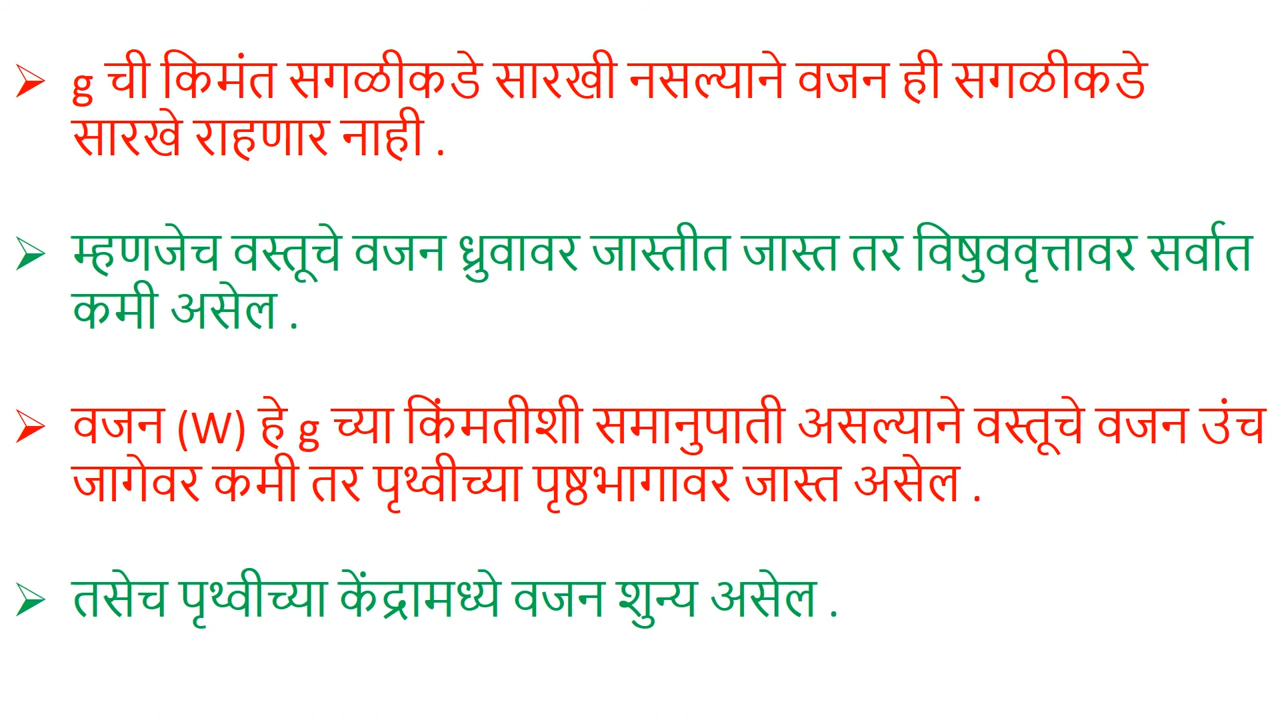 ➢ g ची किमंत सगळीकडे सारखी नसल्याने वजन ही सगळीकडे
सारखे राहणार नाही .
➢ म्हणजेच वस्तूचे वजन ध्रुवावर जास्तीत जास्त तर विषुववृत्तावर सर्वात
कमी असेल .
➢ वजन (W) हे g च्या किंमतीशी समानुपाती असल्याने वस्तूचे वजन उंच
जागेवर कमी तर पृथ्वीच्या पृष्ठभागावर जास्त असेल .
➢ तसेच पृथ्वीच्या केंद्रामध्ये वजन शुन्य असेल .